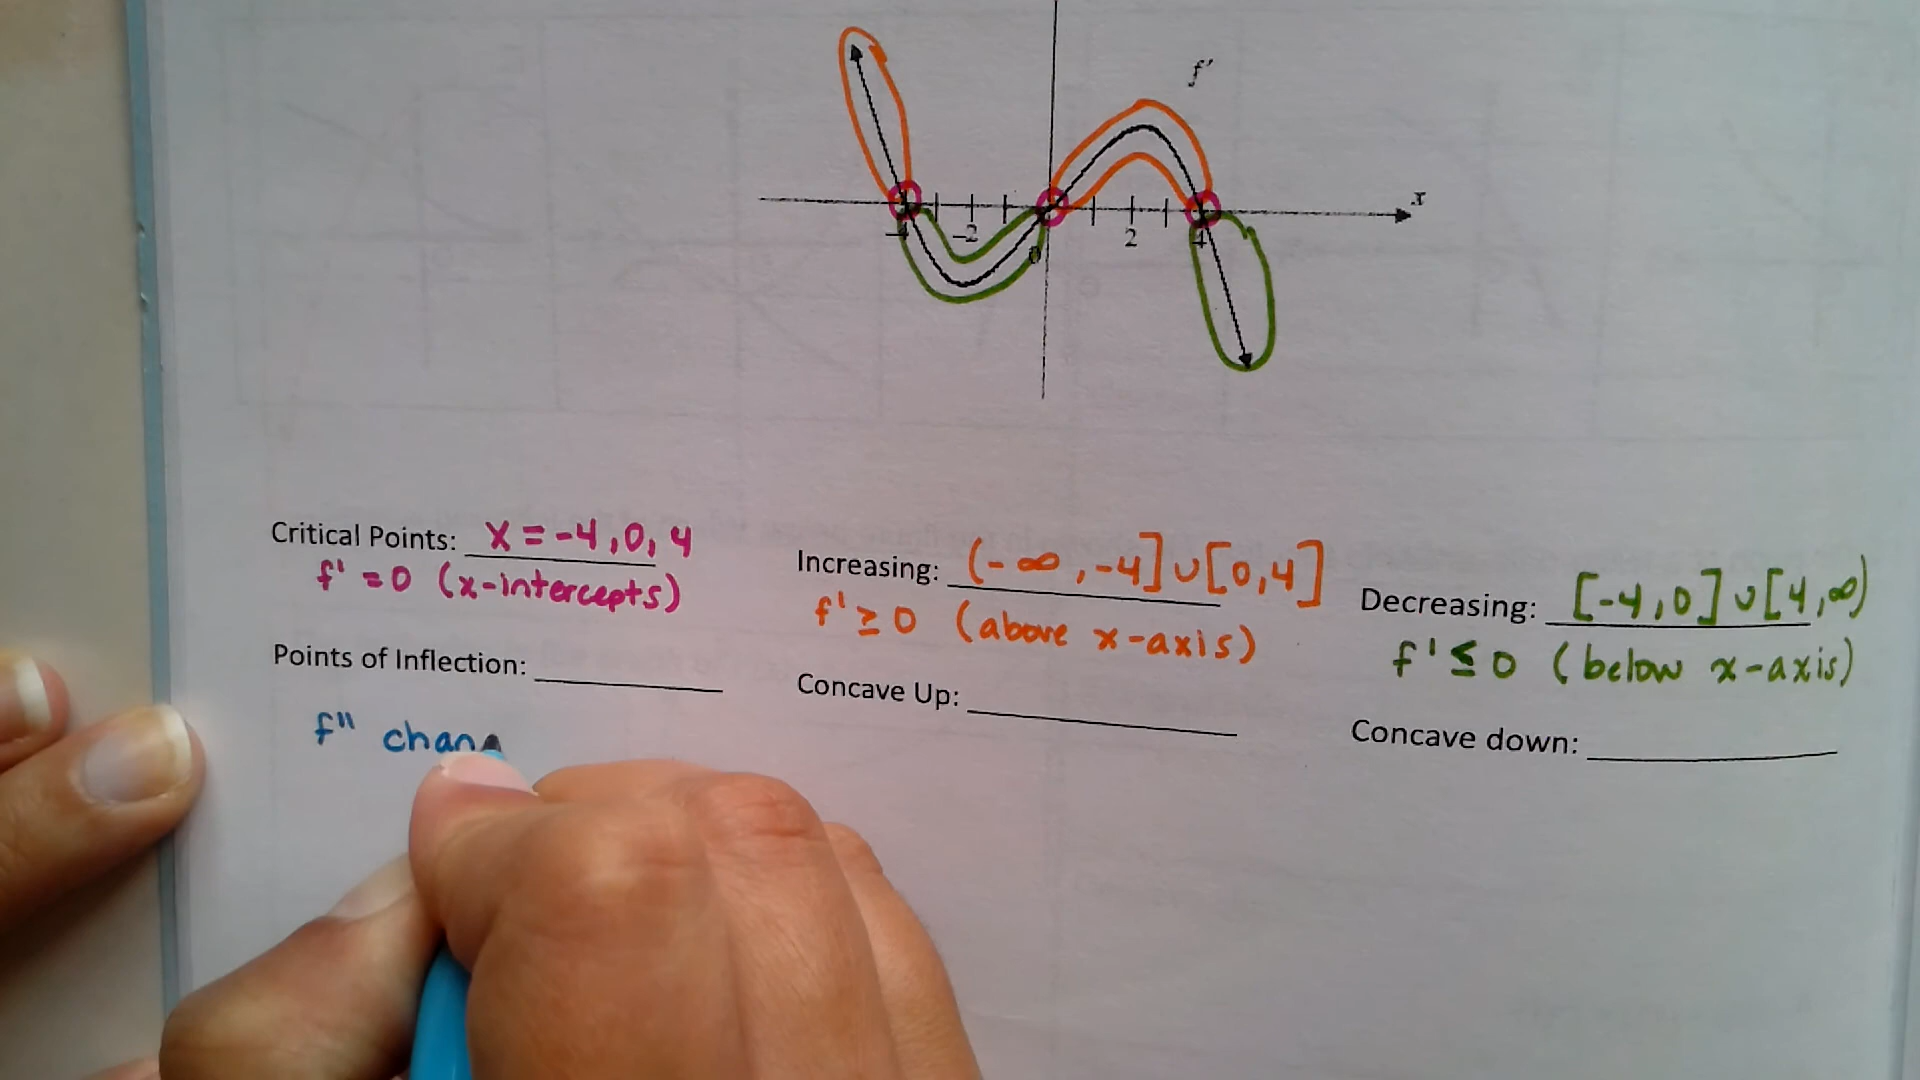 f'
x
-4 -2 0 2 4
Critical Points: x = -4, 0, 4
f' = 0 (x-intercepts)
Increasing: (-∞, -4] ∪ [0, 4]
f' ≥ 0 (above x-axis)
Decreasing: [-4, 0] ∪ [4, ∞)
f' ≤ 0 (below x-axis)
Points of Inflection:
Concave Up:
Concave down:
f" chan